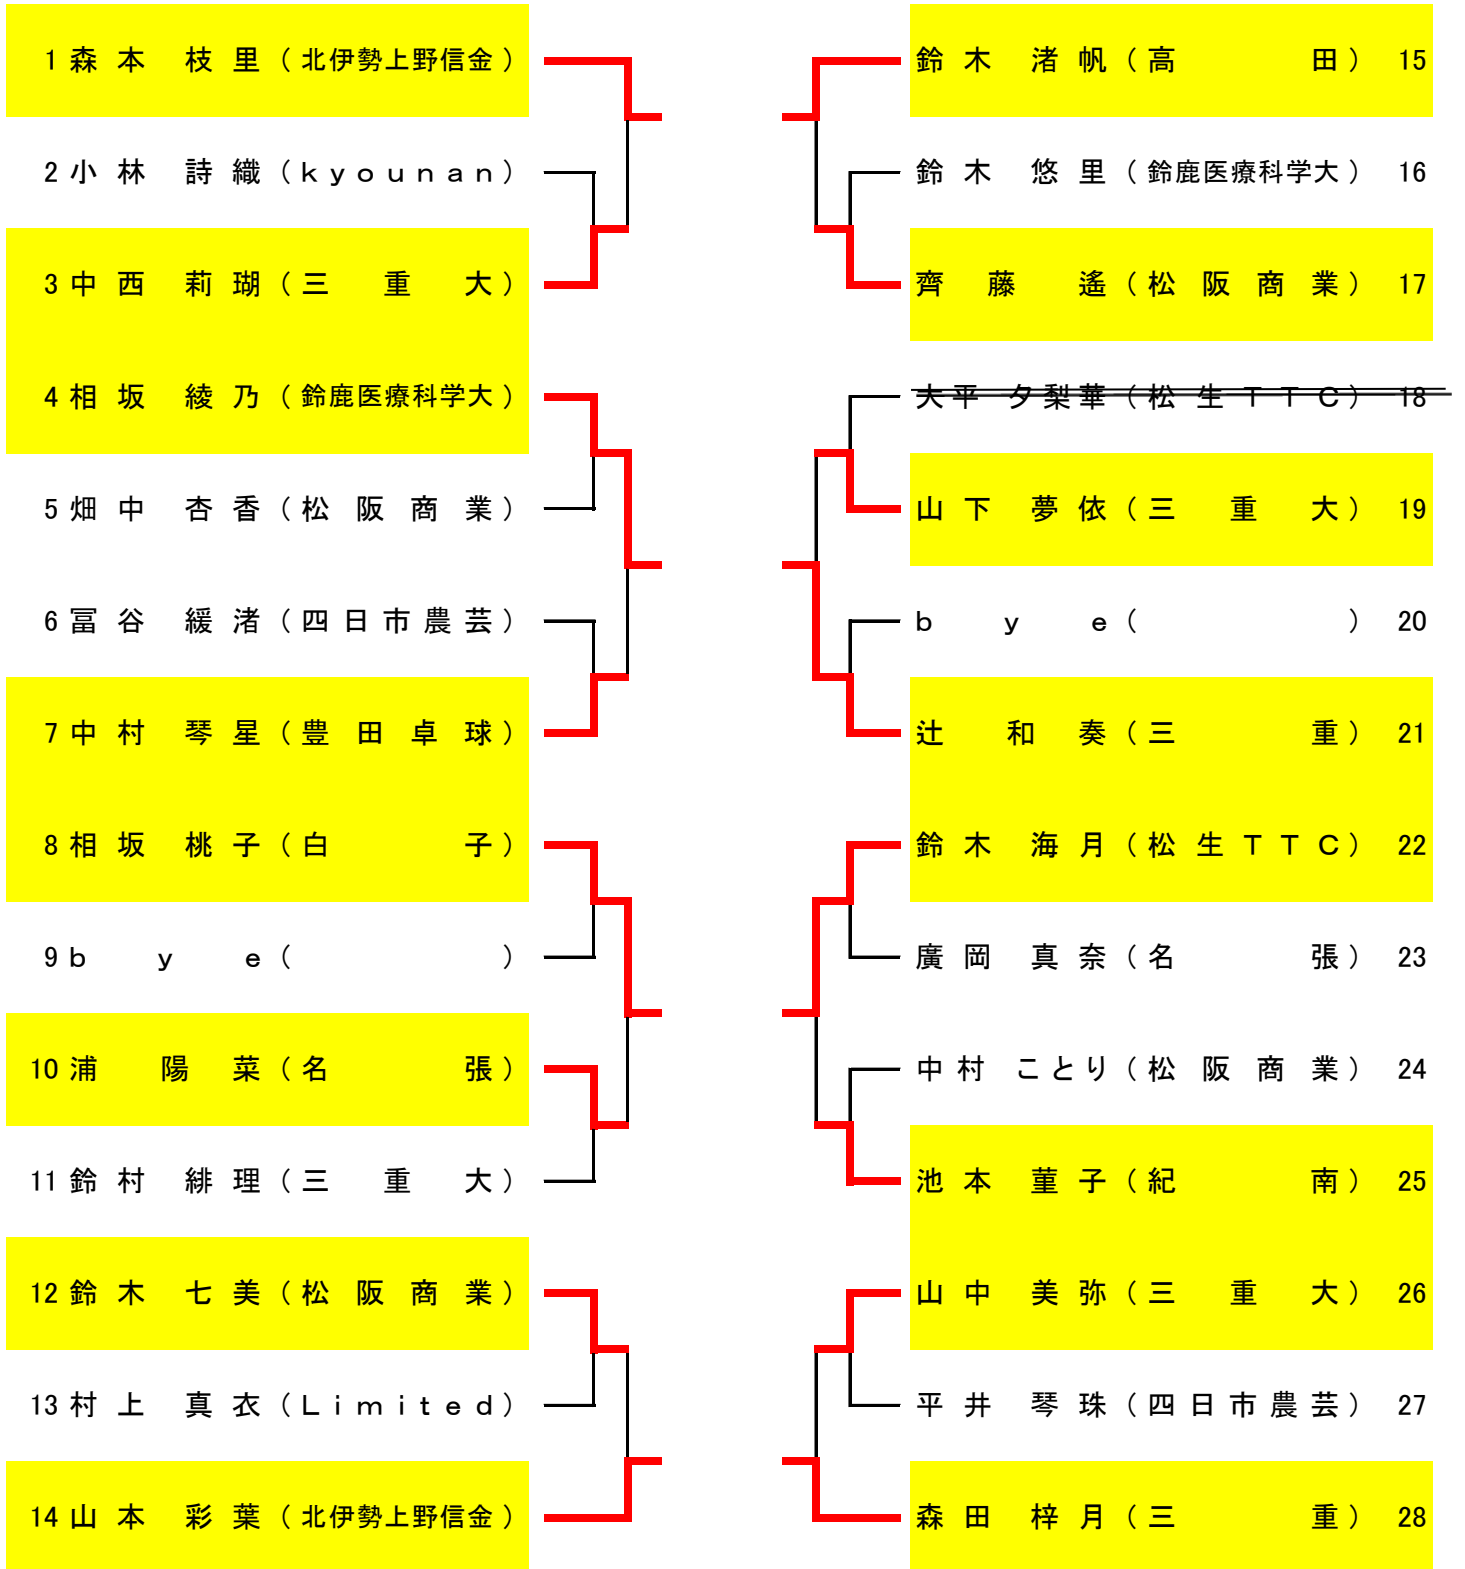 1 森本 枝里 (北伊勢上野信金)
2 小林 詩織 (kyounan)
3 中西 莉瑚 (三重大)
4 相坂 綾乃 (鈴鹿医療科学大)
5 畑中 杏香 (松阪商業)
6 冨谷 緩渚 (四日市農芸)
7 中村 琴星 (豊田卓球)
8 相坂 桃子 (白子)
9 bye ( )
10 浦 陽菜 (名張)
11 鈴村 緋理 (三重大)
12 鈴木 七美 (松阪商業)
13 村上 真衣 (Limited)
14 山本 彩葉 (北伊勢上野信金)
鈴木 渚帆 (高田) 15
鈴木 悠里 (鈴鹿医療科学大) 16
齊藤 遙 (松阪商業) 17
大平 夕梨華 (松生TTC) 18
山下 夢依 (三重大) 19
bye ( ) 20
辻 和奏 (三重) 21
鈴木 海月 (松生TTC) 22
廣岡 真奈 (名張) 23
中村 ことり (松阪商業) 24
池本 菫子 (紀南) 25
山中 美弥 (三重大) 26
平井 琴珠 (四日市農芸) 27
森田 梓月 (三重) 28